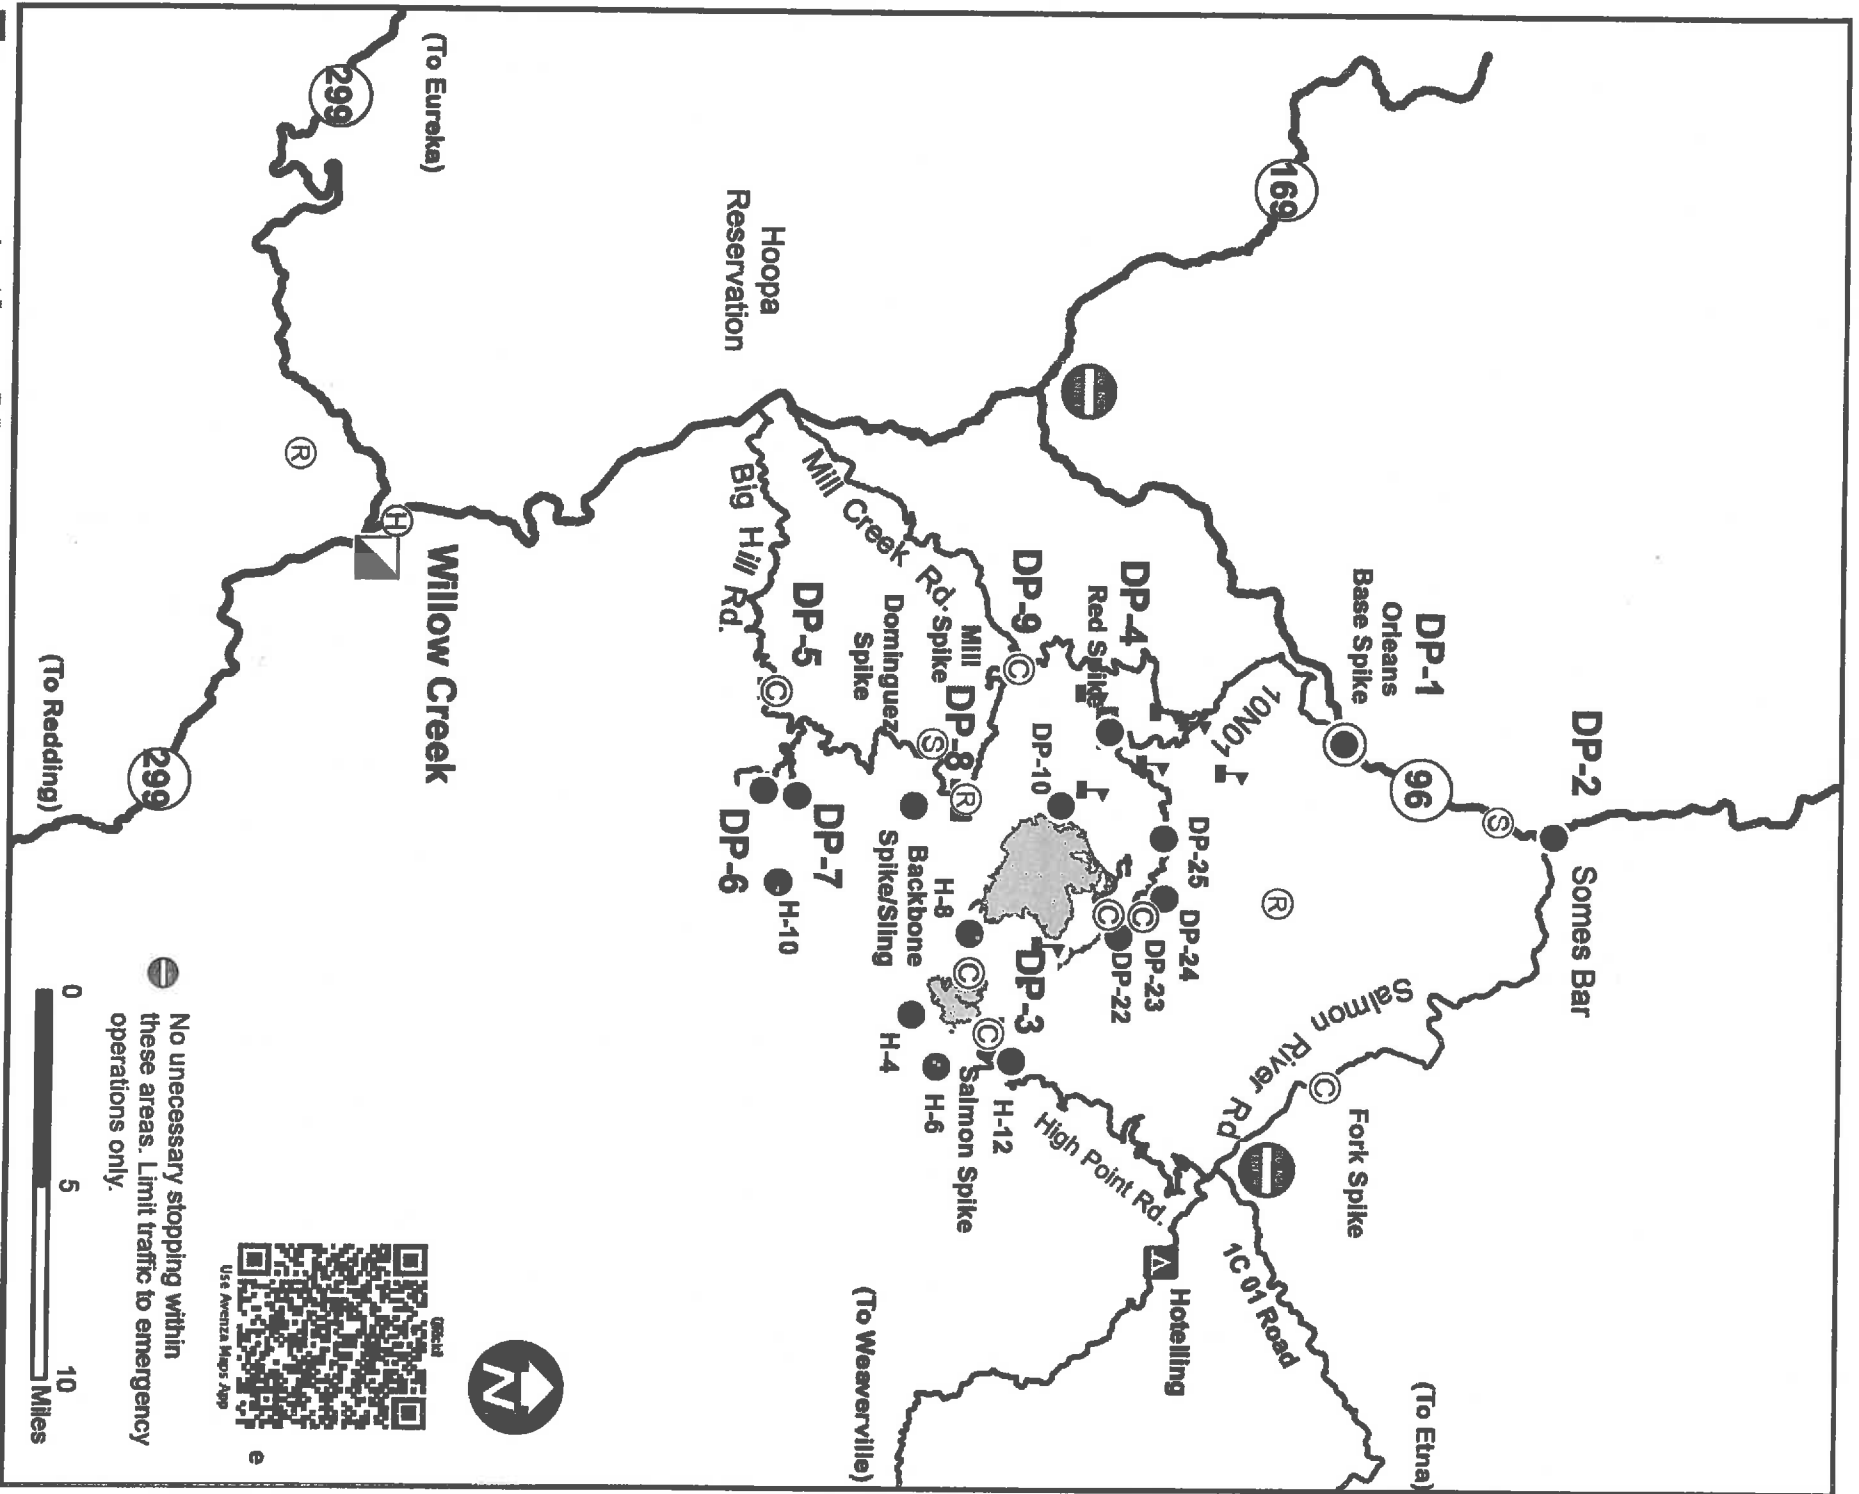 DP-2
Somes Bar
96
DP-1
Orleans
Base Spike
(To Etna)
Salmon River Rd
Fork Spike
169
10N01
R
S
C
1C 01 Road
DP-25
DP-24
DP-23
DP-22
C
C
DP-4
Red Spike
Hotelling
High Point Rd.
DP-9
C
DP-10
DP-3
H-12
C
Mill Creek Rd.
Mill
Spike
DP-8
R
H-8
C
Salmon Spike
H-6
Dominguez
Spike
S
Backbone
Spike/Sling
H-4
(To Weaverville)
Hoopa
Reservation
Big Hill Rd.
DP-5
C
DP-7
DP-6
H-10
N
Willow Creek
H
(To Eureka)
299
R
Use Avenza Maps App
e
No unecessary stopping within
these areas. Limit traffic to emergency
operations only.
299
(To Redding)
0 5 10
Miles